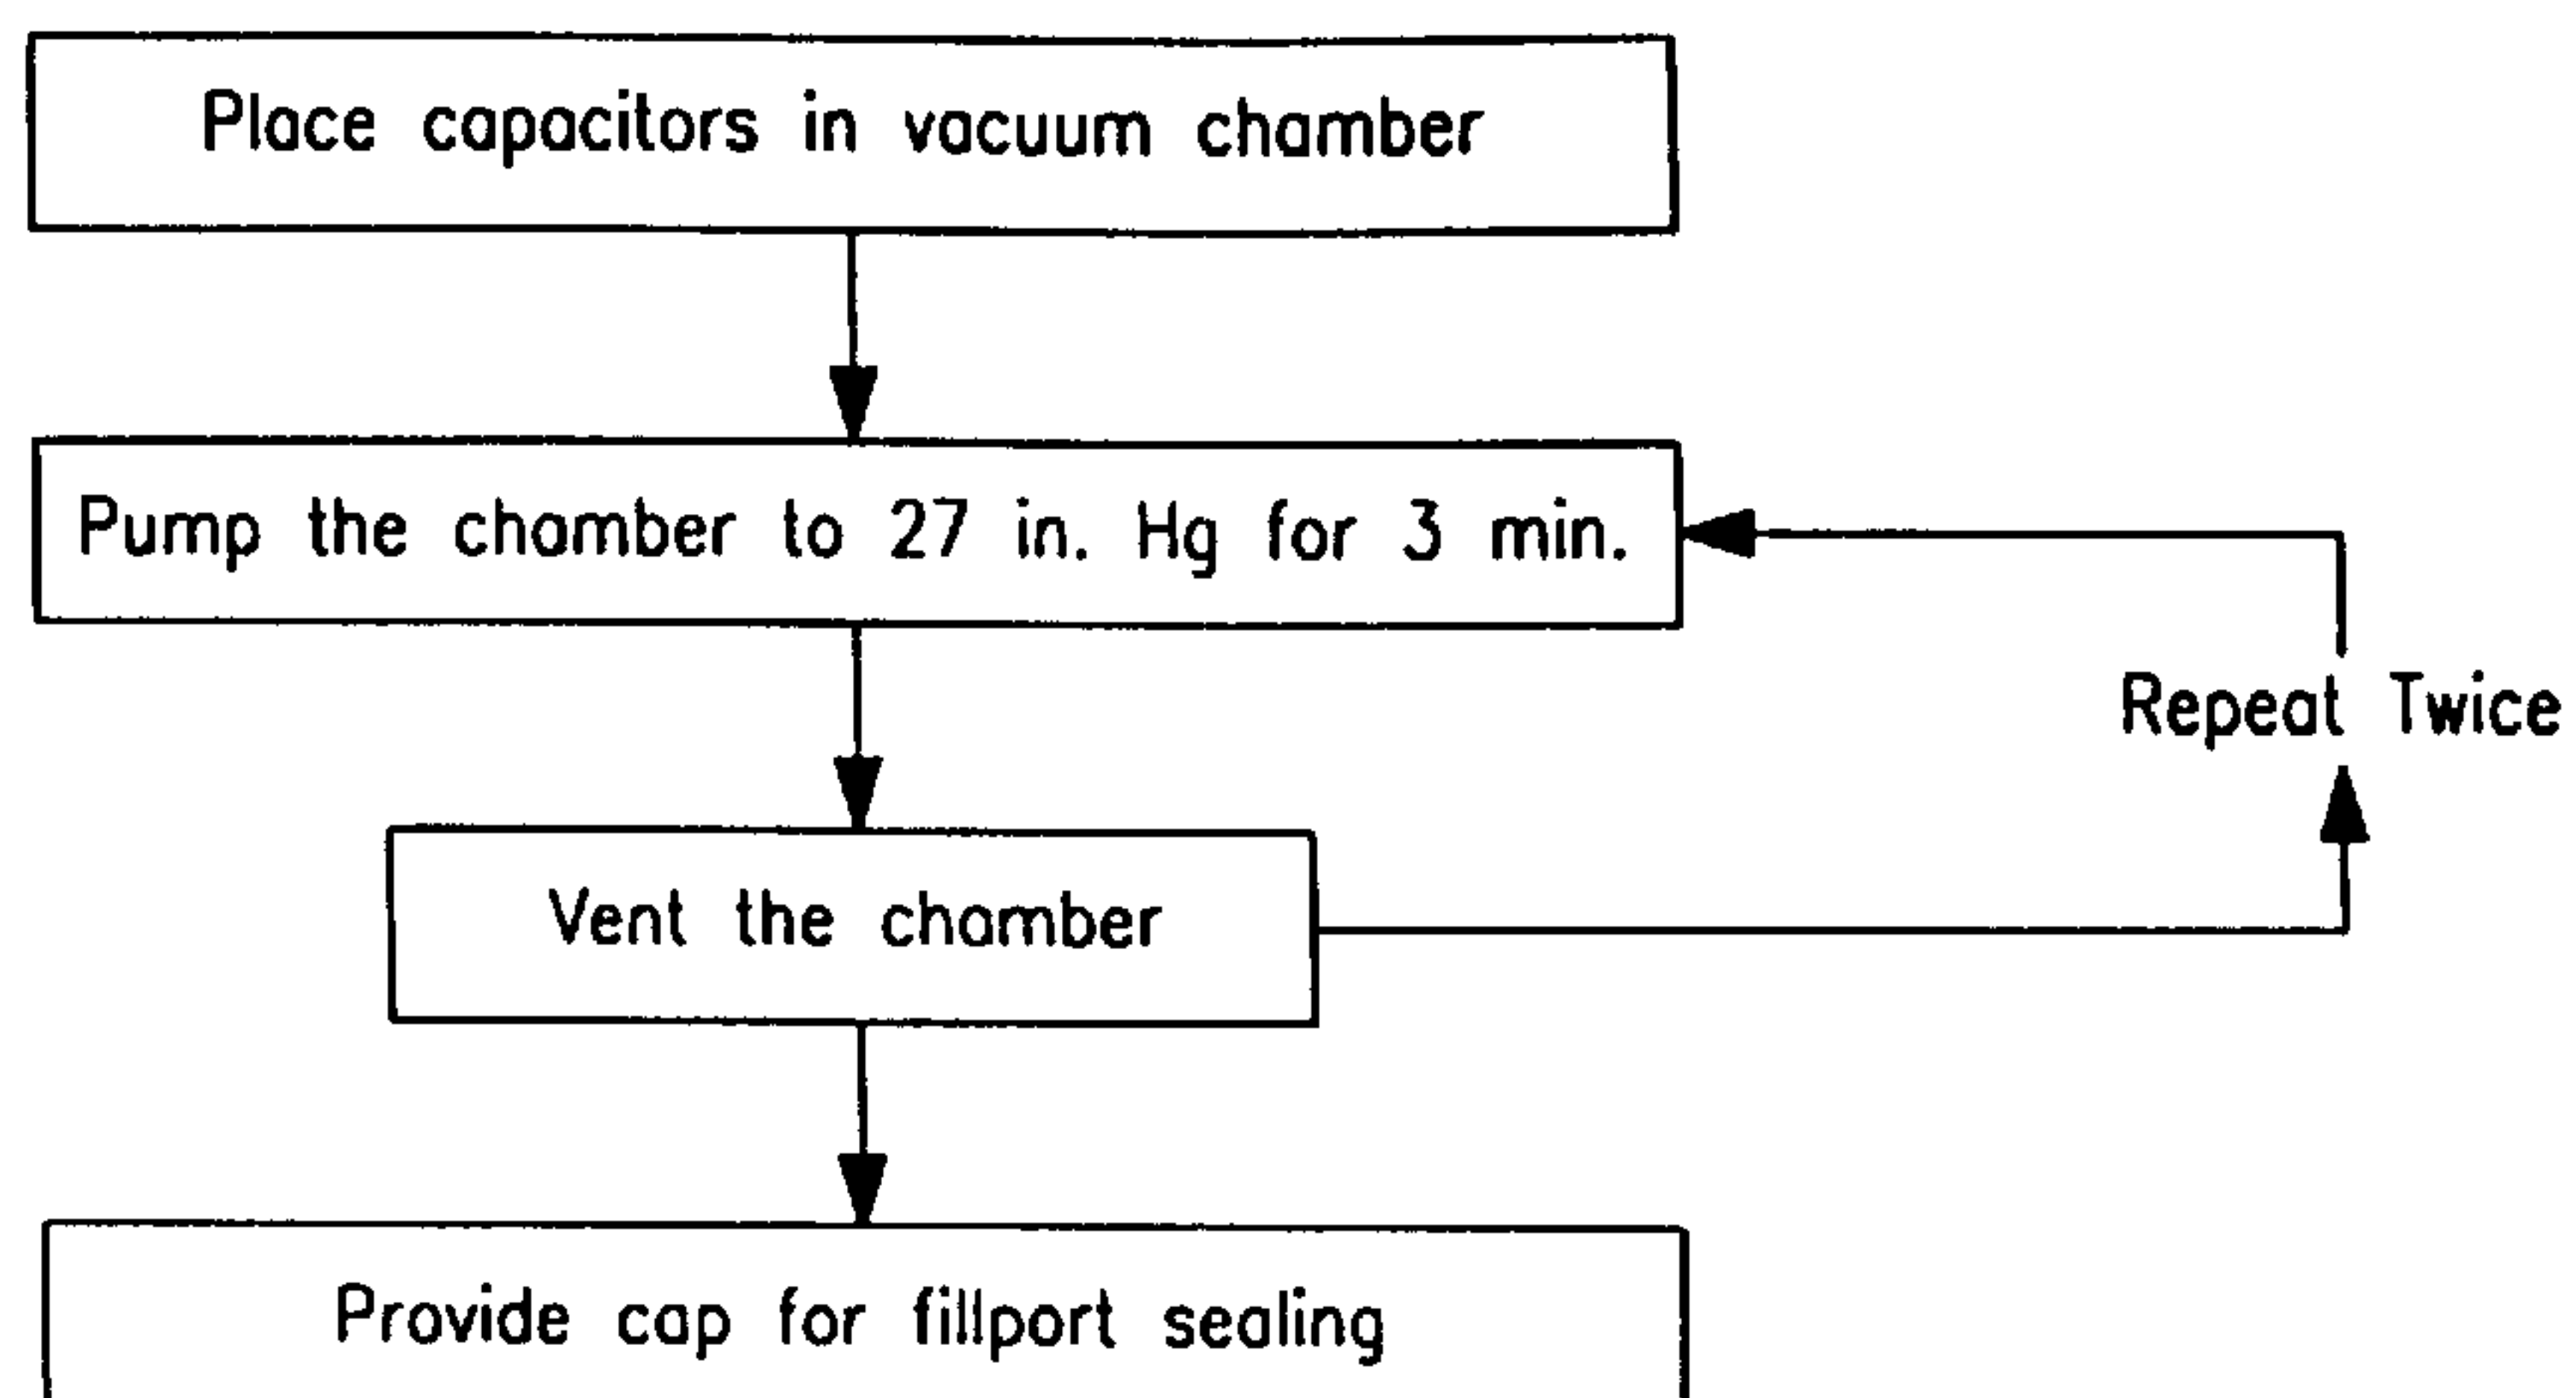 Place capacitors in vacuum chamber
Pump the chamber to 27 in. Hg for 3 min.
Repeat Twice
Vent the chamber
Provide cap for fillport sealing